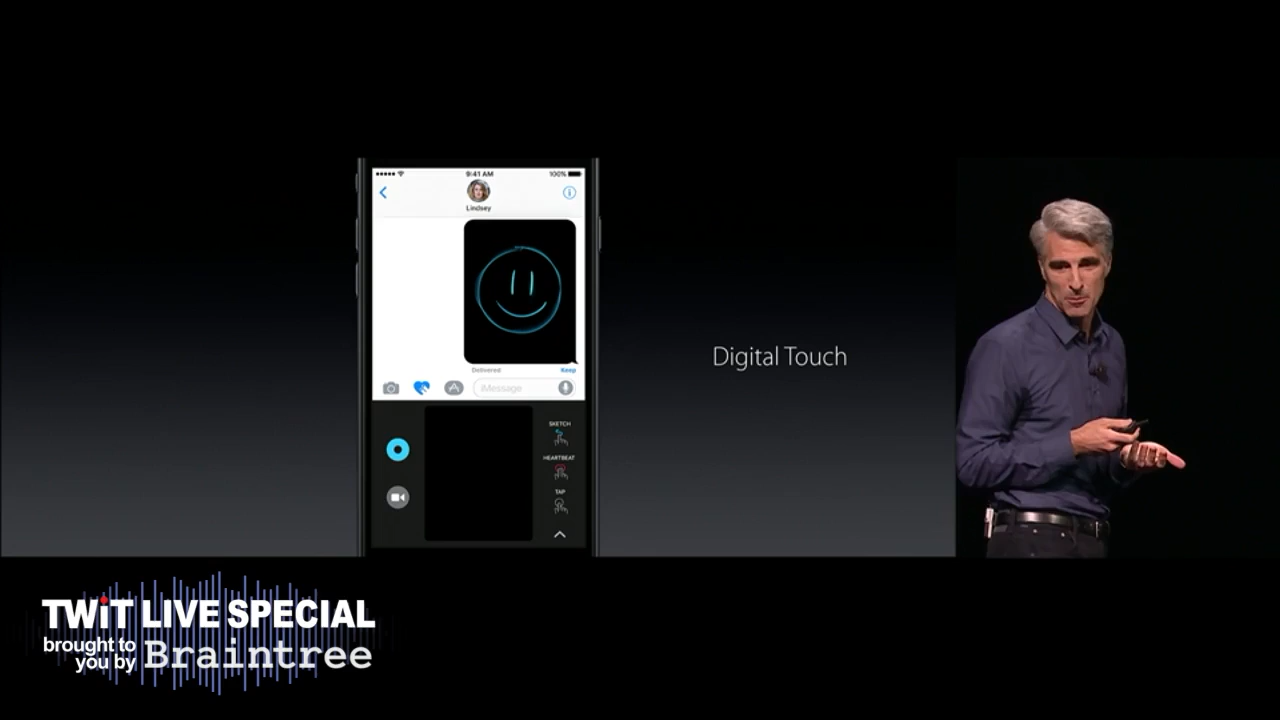 9:41 AM
100%
Lindsey
Delivered
Keep
iMessage
SKETCH
HEARTBEAT
TAP
Digital Touch
TWiT LIVE SPECIAL
brought to
you by
Braintree